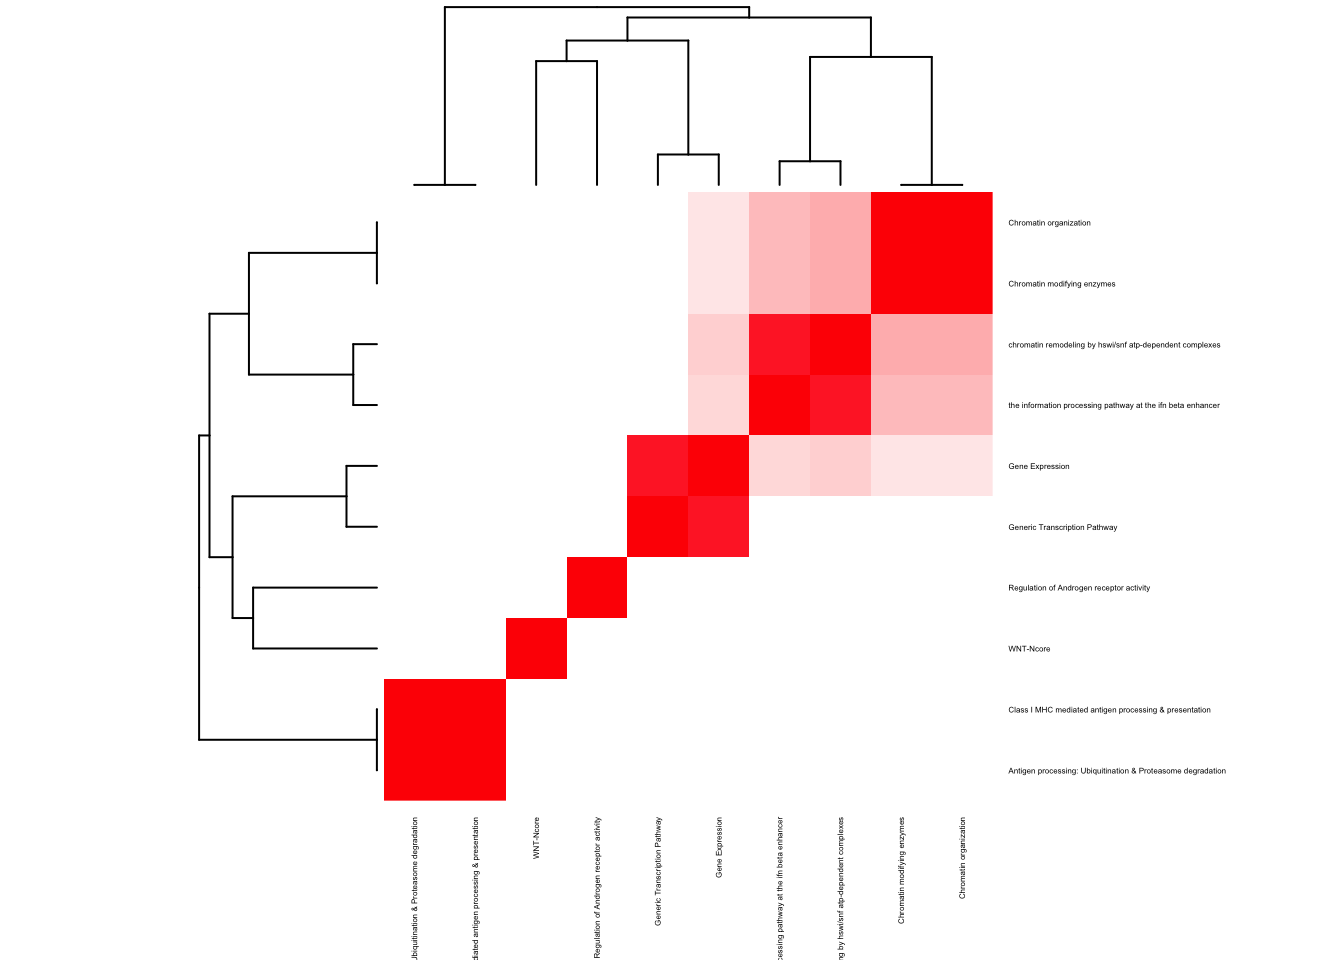 Chromatin organization
Chromatin modifying enzymes
chromatin remodeling by hswi/snf atp-dependent complexes
the information processing pathway at the ifn beta enhancer
Gene Expression
Generic Transcription Pathway
Regulation of Androgen receptor activity
WNT-Ncore
Class I MHC mediated antigen processing & presentation
Antigen processing: Ubiquitination & Proteasome degradation
Ubiquitination & Proteasome degradation
diated antigen processing & presentation
WNT-Ncore
Regulation of Androgen receptor activity
Generic Transcription Pathway
Gene Expression
cessing pathway at the ifn beta enhancer
ng by hswi/snf atp-dependent complexes
Chromatin modifying enzymes
Chromatin organization